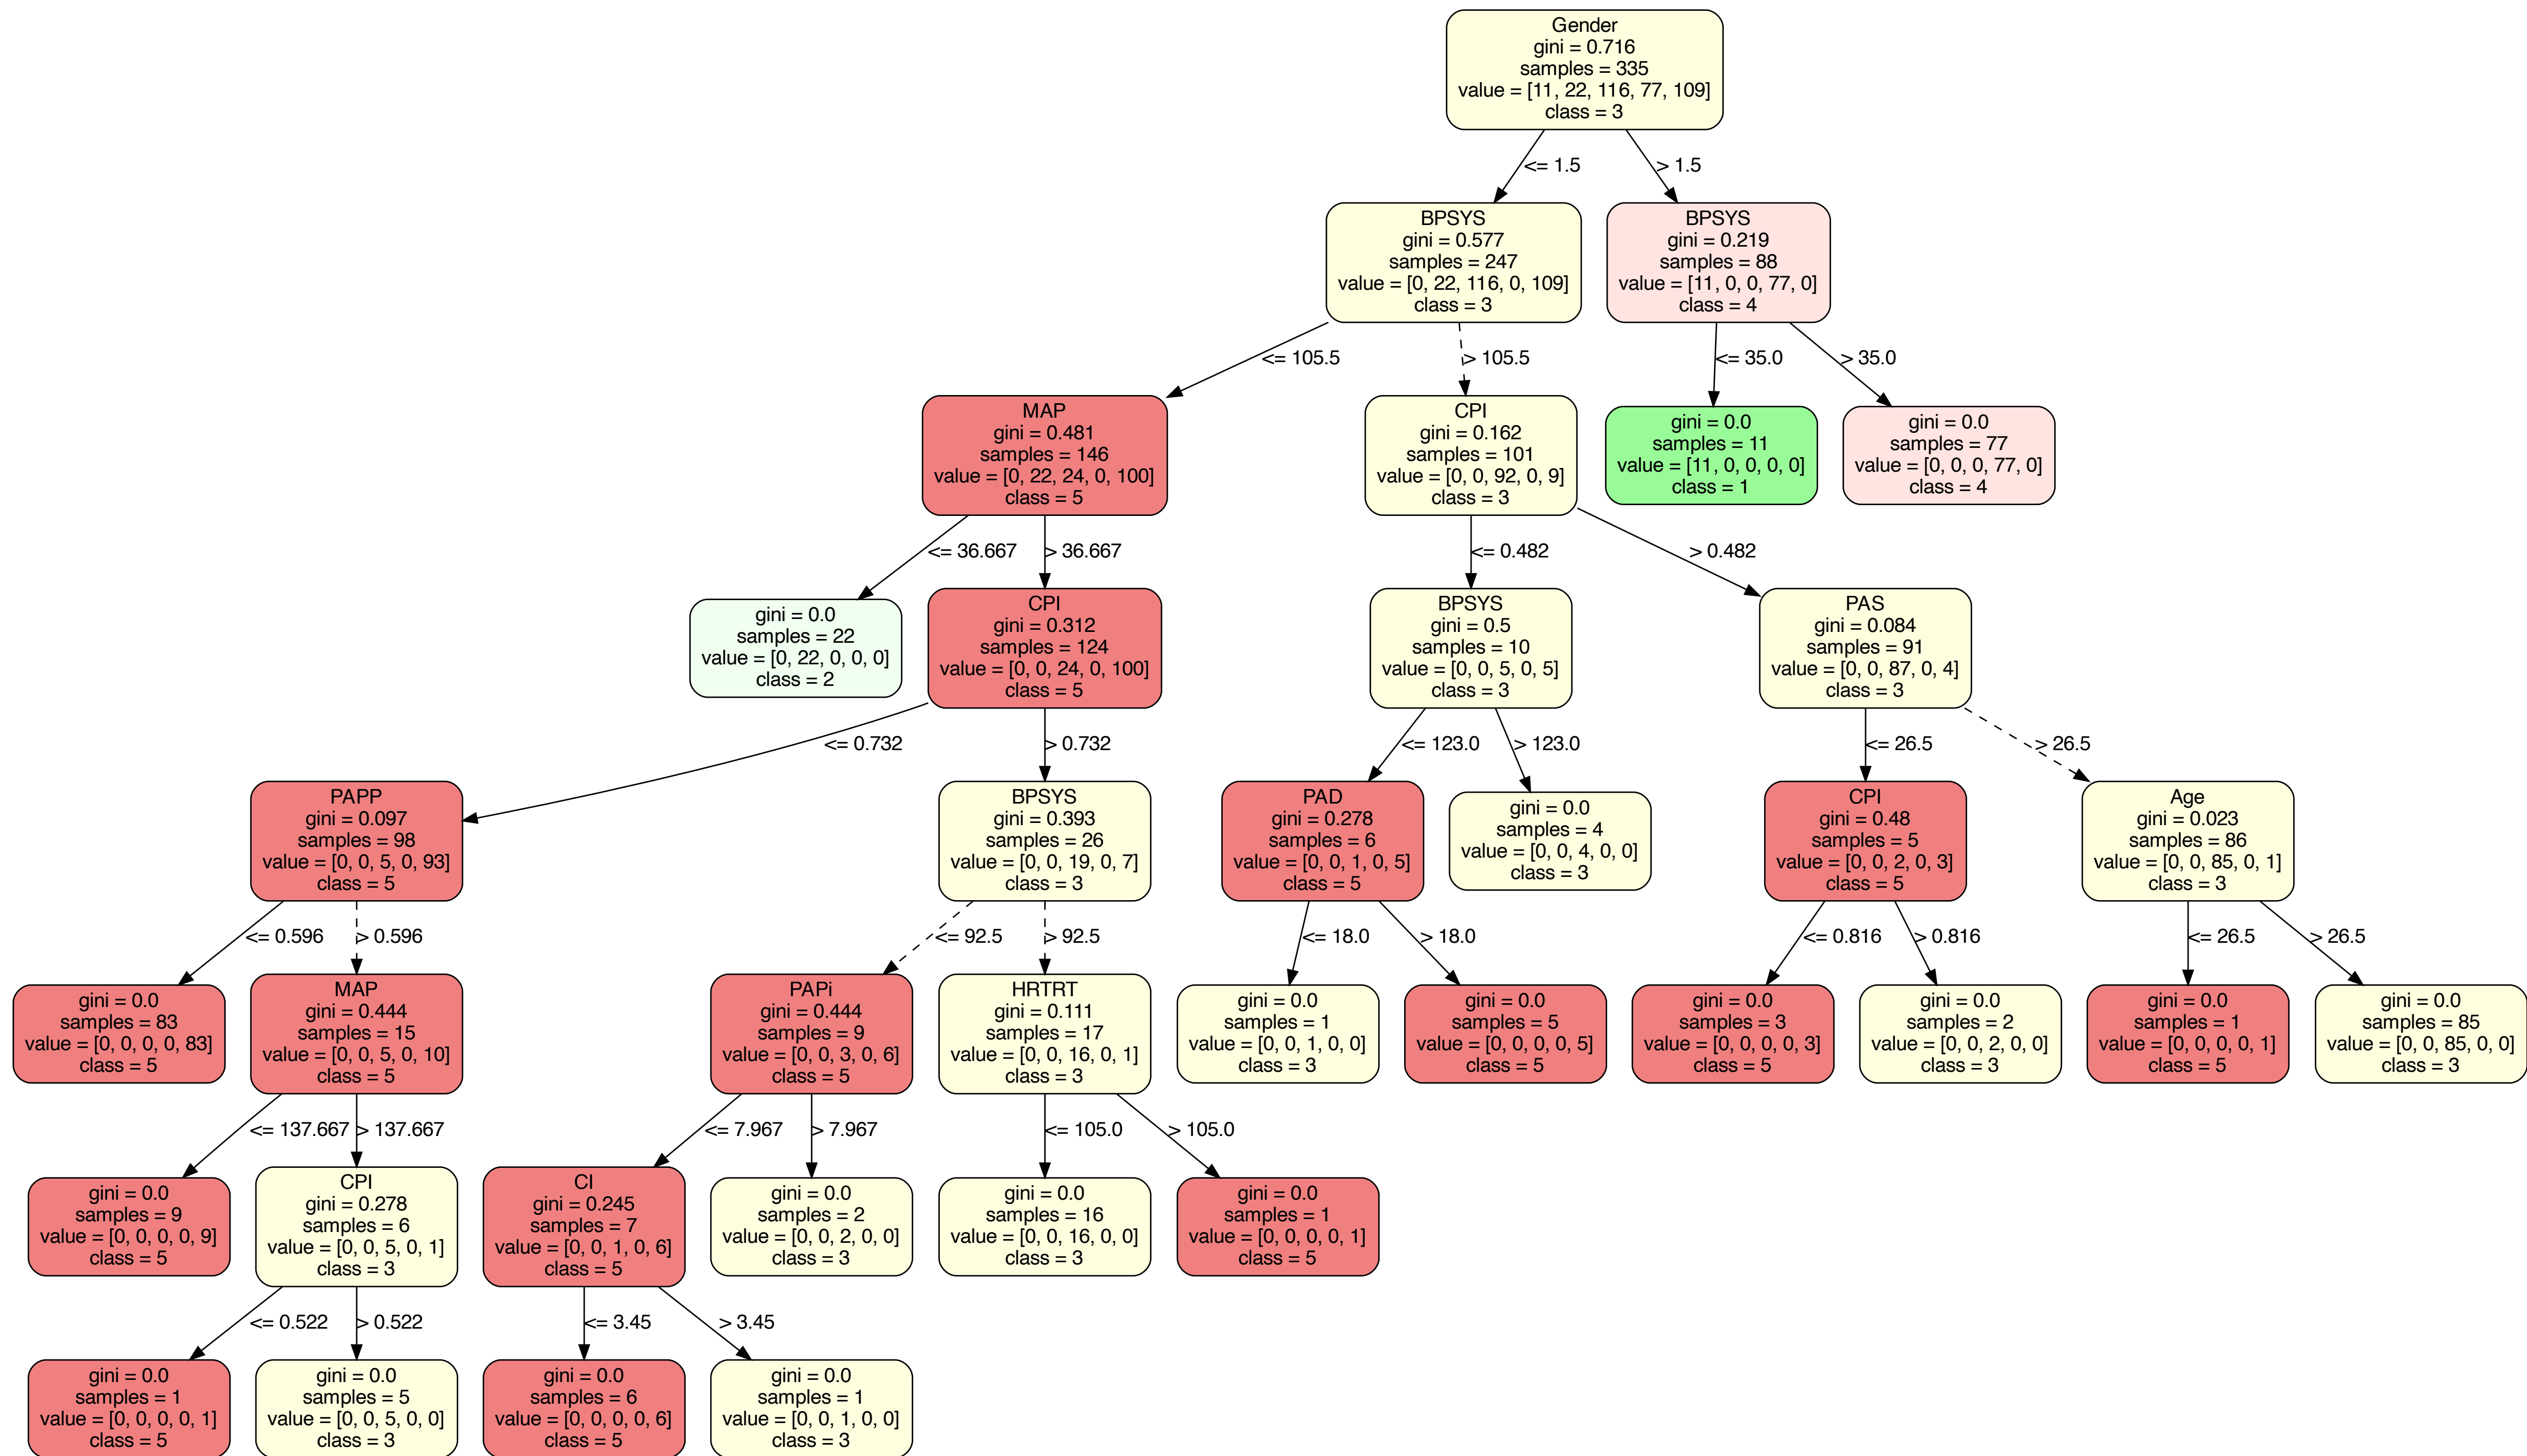 Gender
gini = 0.716
samples = 335
value = [11, 22, 116, 77, 109]
class = 3
<= 1.5
> 1.5
BPSYS
gini = 0.577
samples = 247
value = [0, 22, 116, 0, 109]
class = 3
BPSYS
gini = 0.219
samples = 88
value = [11, 0, 0, 77, 0]
class = 4
<= 105.5
> 105.5
<= 35.0
> 35.0
MAP
gini = 0.481
samples = 146
value = [0, 22, 24, 0, 100]
class = 5
CPI
gini = 0.162
samples = 101
value = [0, 0, 92, 0, 9]
class = 3
gini = 0.0
samples = 11
value = [11, 0, 0, 0, 0]
class = 1
gini = 0.0
samples = 77
value = [0, 0, 0, 77, 0]
class = 4
<= 36.667
> 36.667
<= 0.482
> 0.482
gini = 0.0
samples = 22
value = [0, 22, 0, 0, 0]
class = 2
CPI
gini = 0.312
samples = 124
value = [0, 0, 24, 0, 100]
class = 5
BPSYS
gini = 0.5
samples = 10
value = [0, 0, 5, 0, 5]
class = 3
PAS
gini = 0.084
samples = 91
value = [0, 0, 87, 0, 4]
class = 3
<= 0.732
> 0.732
<= 123.0
> 123.0
<= 26.5
> 26.5
PAPP
gini = 0.097
samples = 98
value = [0, 0, 5, 0, 93]
class = 5
BPSYS
gini = 0.393
samples = 26
value = [0, 0, 19, 0, 7]
class = 3
PAD
gini = 0.278
samples = 6
value = [0, 0, 1, 0, 5]
class = 5
gini = 0.0
samples = 4
value = [0, 0, 4, 0, 0]
class = 3
CPI
gini = 0.48
samples = 5
value = [0, 0, 2, 0, 3]
class = 5
Age
gini = 0.023
samples = 86
value = [0, 0, 85, 0, 1]
class = 3
<= 0.596
> 0.596
<= 92.5
> 92.5
<= 18.0
> 18.0
<= 0.816
> 0.816
<= 26.5
> 26.5
gini = 0.0
samples = 83
value = [0, 0, 0, 0, 83]
class = 5
MAP
gini = 0.444
samples = 15
value = [0, 0, 5, 0, 10]
class = 5
PAPi
gini = 0.444
samples = 9
value = [0, 0, 3, 0, 6]
class = 5
HRTRT
gini = 0.111
samples = 17
value = [0, 0, 16, 0, 1]
class = 3
gini = 0.0
samples = 1
value = [0, 0, 1, 0, 0]
class = 3
gini = 0.0
samples = 5
value = [0, 0, 0, 0, 5]
class = 5
gini = 0.0
samples = 3
value = [0, 0, 0, 0, 3]
class = 5
gini = 0.0
samples = 2
value = [0, 0, 2, 0, 0]
class = 3
gini = 0.0
samples = 1
value = [0, 0, 0, 0, 1]
class = 5
gini = 0.0
samples = 85
value = [0, 0, 85, 0, 0]
class = 3
<= 137.667
> 137.667
<= 7.967
> 7.967
<= 105.0
> 105.0
gini = 0.0
samples = 9
value = [0, 0, 0, 0, 9]
class = 5
CPI
gini = 0.278
samples = 6
value = [0, 0, 5, 0, 1]
class = 3
CI
gini = 0.245
samples = 7
value = [0, 0, 1, 0, 6]
class = 5
gini = 0.0
samples = 2
value = [0, 0, 2, 0, 0]
class = 3
gini = 0.0
samples = 16
value = [0, 0, 16, 0, 0]
class = 3
gini = 0.0
samples = 1
value = [0, 0, 0, 0, 1]
class = 5
<= 0.522
> 0.522
<= 3.45
> 3.45
gini = 0.0
samples = 1
value = [0, 0, 0, 0, 1]
class = 5
gini = 0.0
samples = 5
value = [0, 0, 5, 0, 0]
class = 3
gini = 0.0
samples = 6
value = [0, 0, 0, 0, 6]
class = 5
gini = 0.0
samples = 1
value = [0, 0, 1, 0, 0]
class = 3